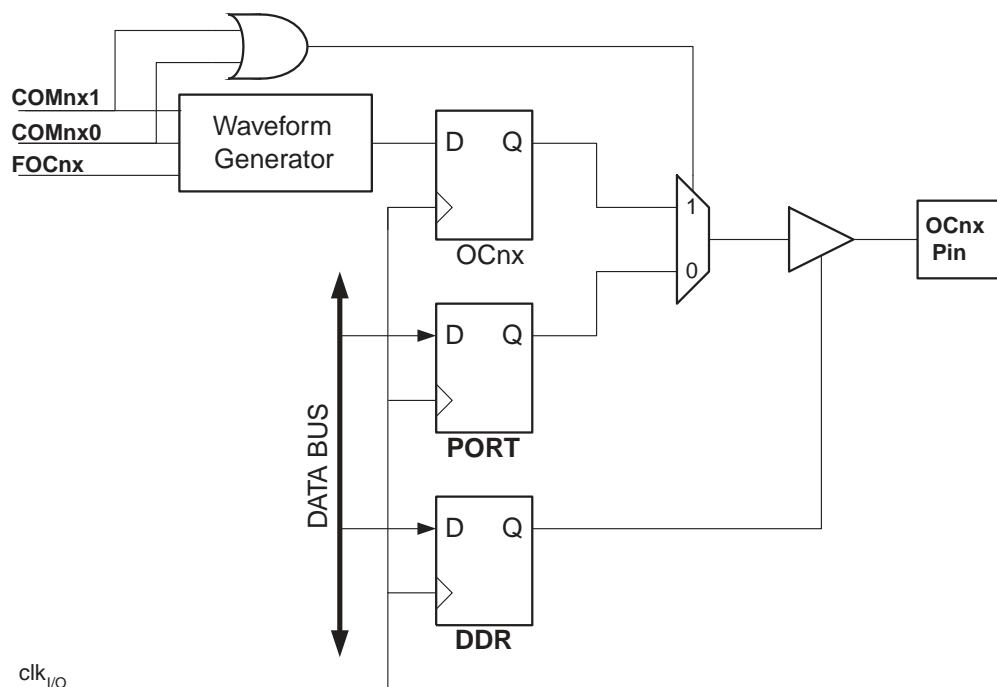 COMnx1
COMnx0
FOCnx
Waveform
Generator
D Q
OCnx
1
0
OCnx
Pin
D Q
PORT
DATA BUS
D Q
DDR
clkI/O